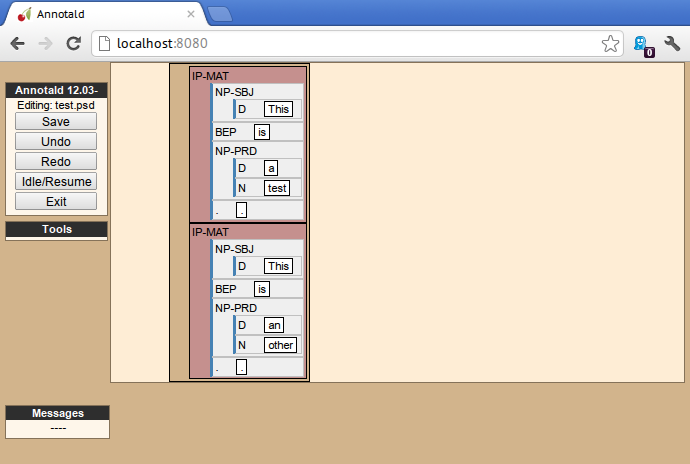 Annotald
localhost:8080
0
Annotald 12.03-
Editing: test.psd
Save
Undo
Redo
Idle/Resume
Exit
Tools
Messages
----
IP-MAT
NP-SBJ
D This
BEP is
NP-PRD
D a
N test
. .
IP-MAT
NP-SBJ
D This
BEP is
NP-PRD
D an
N other
. .